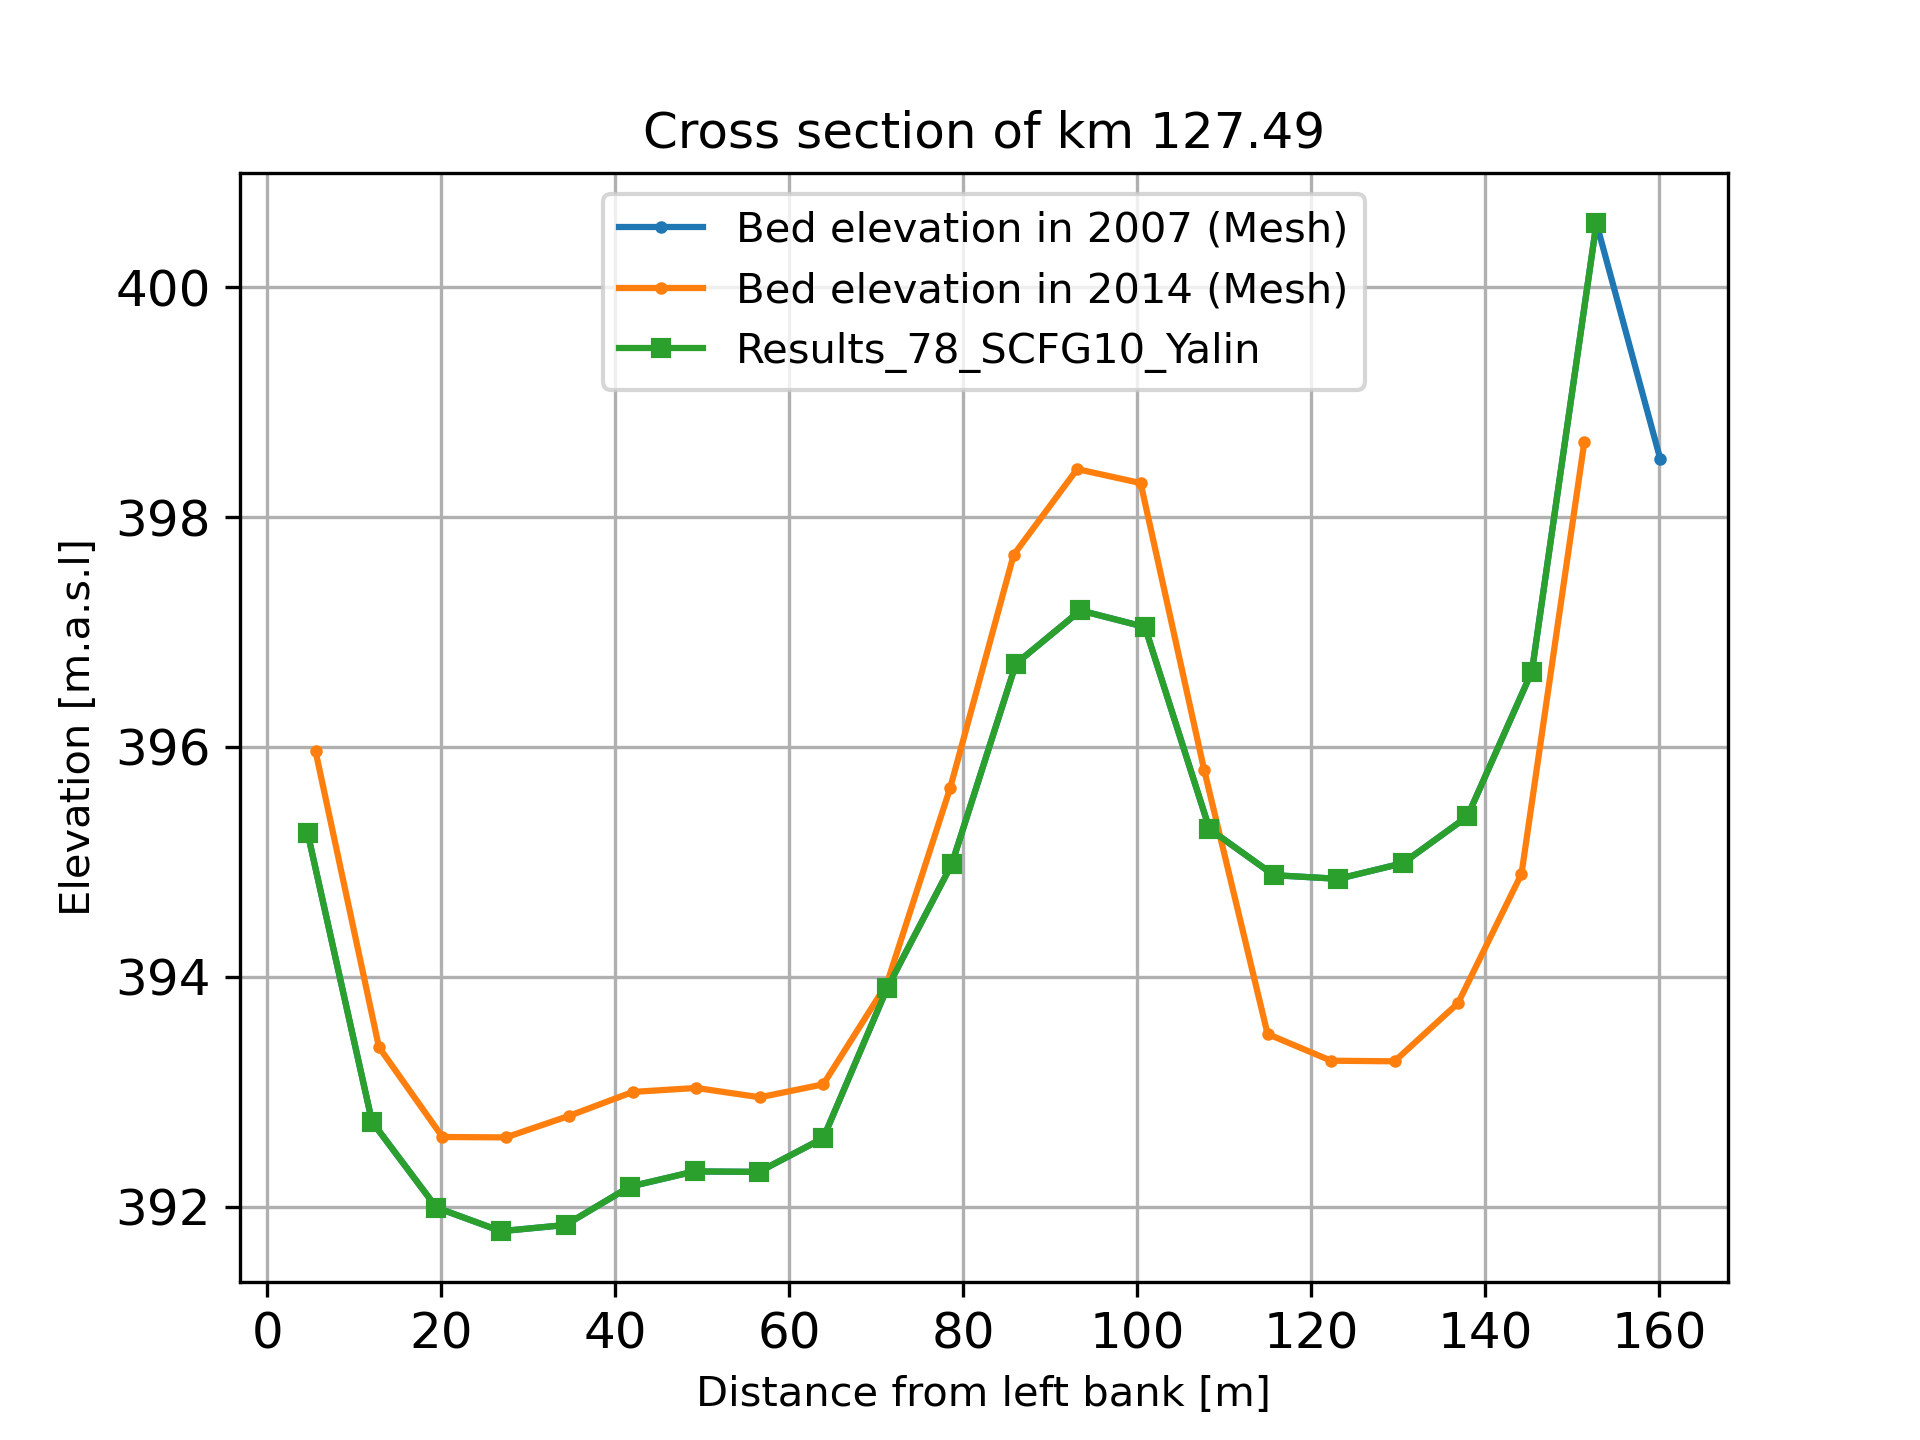 Cross section of km 127.49
Bed elevation in 2007 (Mesh)
Bed elevation in 2014 (Mesh)
Results_78_SCFG10_Yalin
Elevation [m.a.s.l]
400
398
396
394
392
0 20 40 60 80 100 120 140 160
Distance from left bank [m]